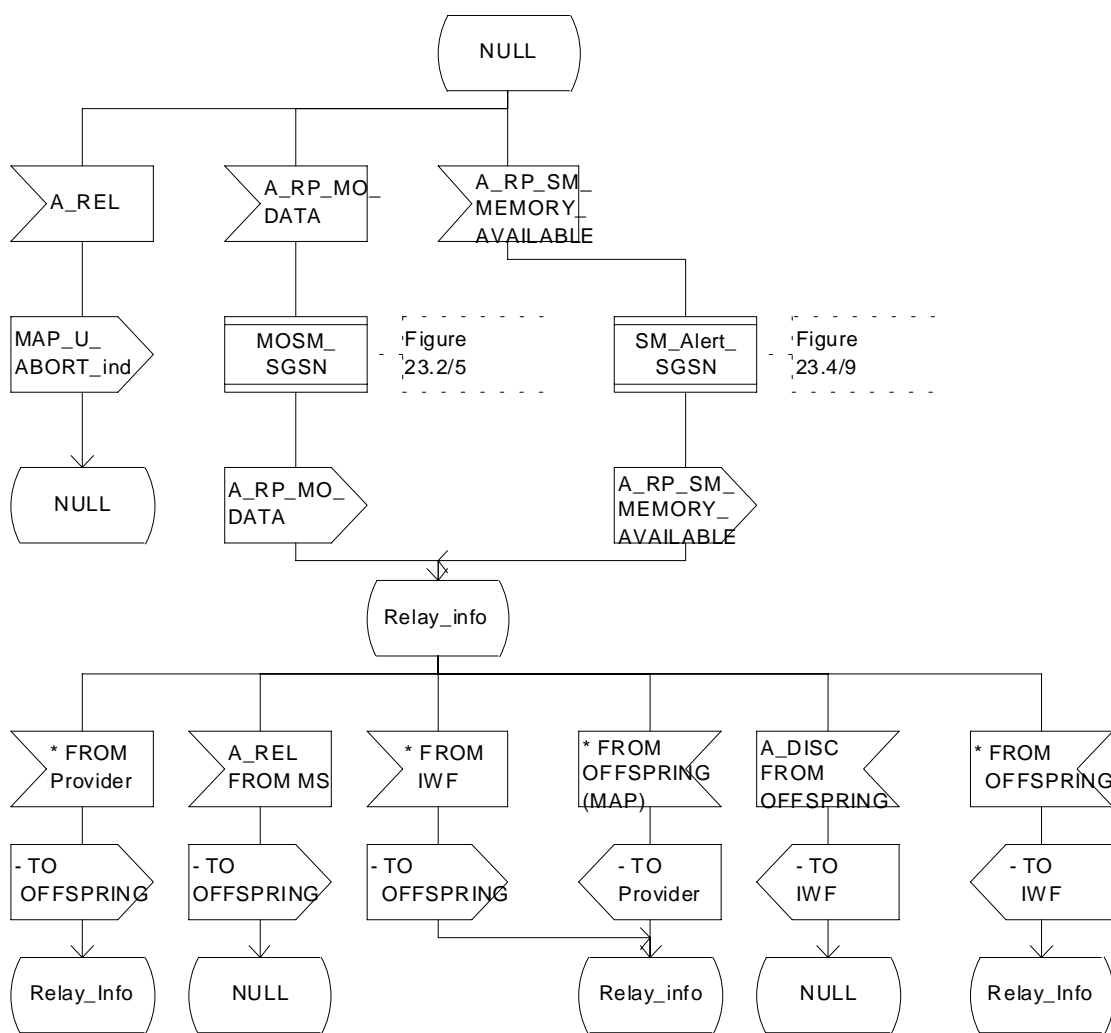 NULL
A_REL
A_RP_MO_
DATA
A_RP_SM_
MEMORY_
AVAILABLE
MAP_U_
ABORT_ind
MOSM_
SGSN
Figure
23.2/5
SM_Alert_
SGSN
Figure
23.4/9
NULL
A_RP_MO_
DATA
A_RP_SM_
MEMORY_
AVAILABLE
Relay_info
* FROM
Provider
A_REL
FROM MS
* FROM
IWF
* FROM
OFFSPRING
(MAP)
A_DISC
FROM
OFFSPRING
* FROM
OFFSPRING
- TO
OFFSPRING
- TO
OFFSPRING
- TO
OFFSPRING
- TO
Provider
- TO
IWF
- TO
IWF
Relay_Info
NULL
Relay_info
NULL
Relay_Info